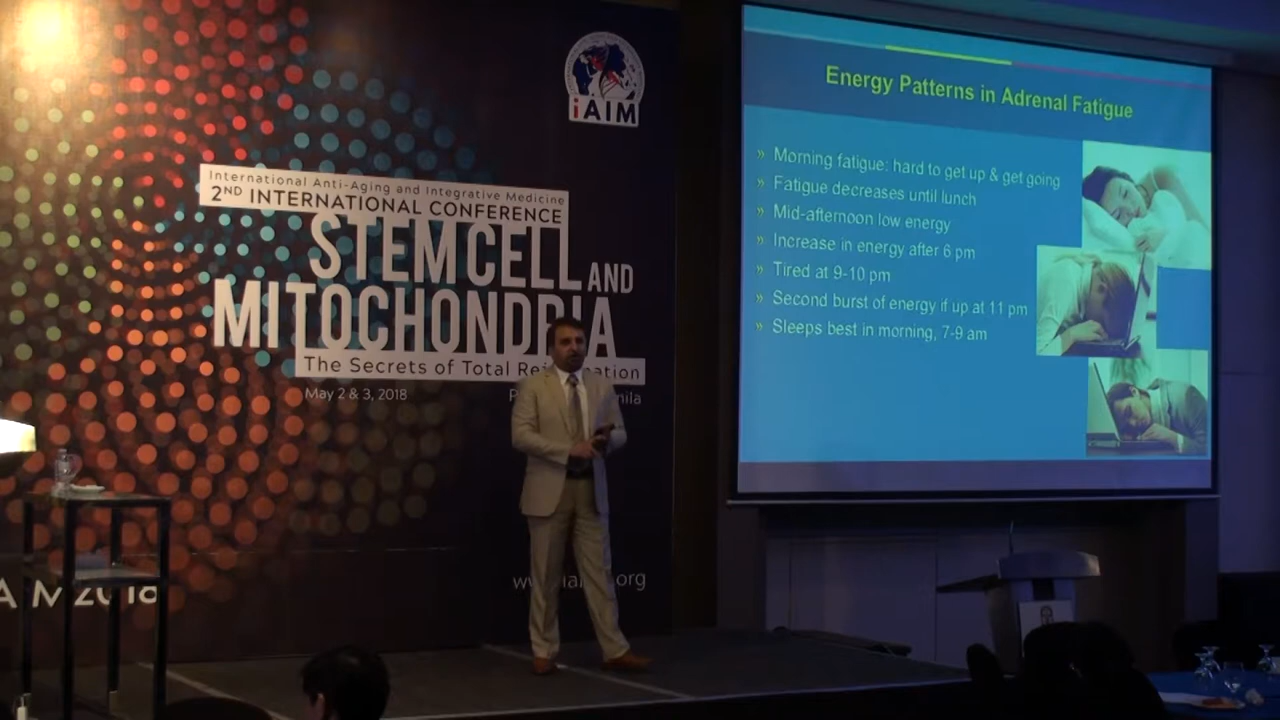 iAIM
International Anti-Aging and Integrative Medicine
2ND INTERNATIONAL CONFERENCE
STEMCELL AND
MITOCHONDRIA
The Secrets of Total
May 2 & 3, 2018
Energy Patterns in Adrenal Fatigue
» Morning fatigue: hard to get up & get going
» Fatigue decreases until lunch
» Mid-afternoon low energy
» Increase in energy after 6 pm
» Tired at 9-10 pm
» Second burst of energy if up at 11 pm
» Sleeps best in morning, 7-9 am